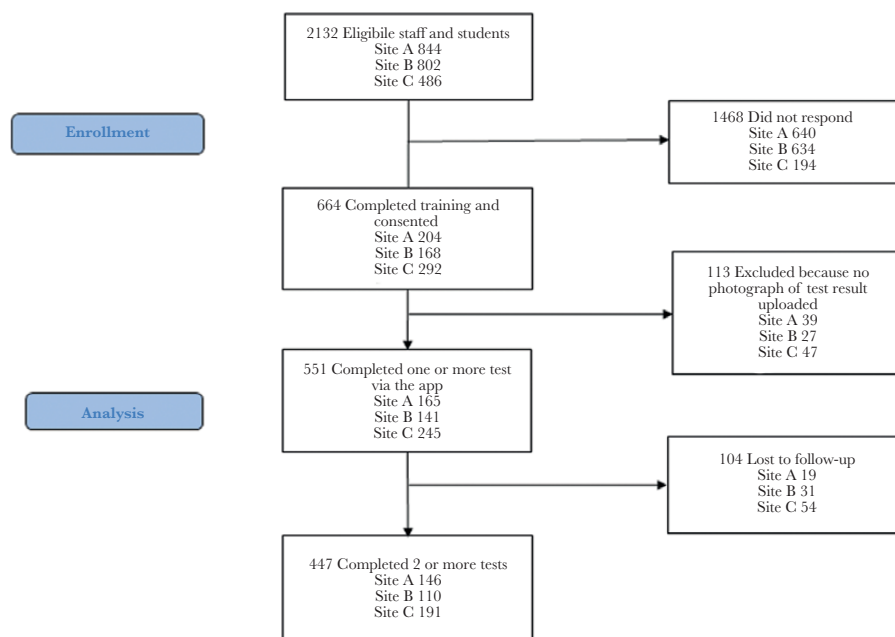 2132 Eligibile staff and students
Site A 844
Site B 802
Site C 486
Enrollment
1468 Did not respond
Site A 640
Site B 634
Site C 194
664 Completed training and
consented
Site A 204
Site B 168
Site C 292
113 Excluded because no
photograph of test result
uploaded
Site A 39
Site B 27
Site C 47
551 Completed one or more test
via the app
Site A 165
Site B 141
Site C 245
Analysis
104 Lost to follow-up
Site A 19
Site B 31
Site C 54
447 Completed 2 or more tests
Site A 146
Site B 110
Site C 191